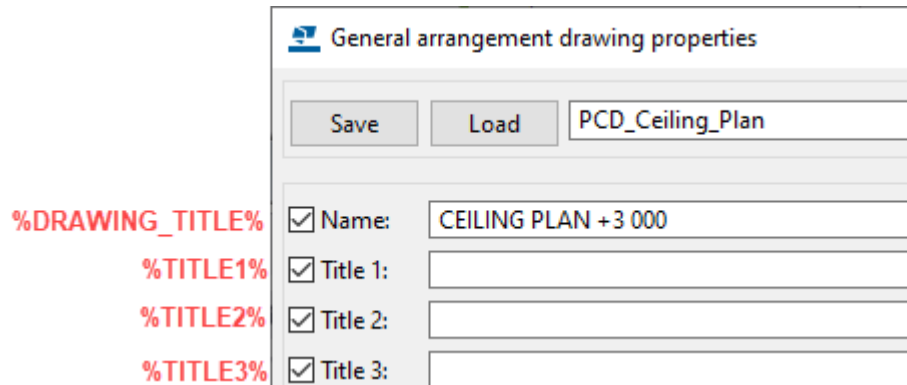 General arrangement drawing properties
Save Load PCD_Ceiling_Plan
%DRAWING_TITLE% Name: CEILING PLAN +3 000
%TITLE1% Title 1:
%TITLE2% Title 2:
%TITLE3% Title 3: